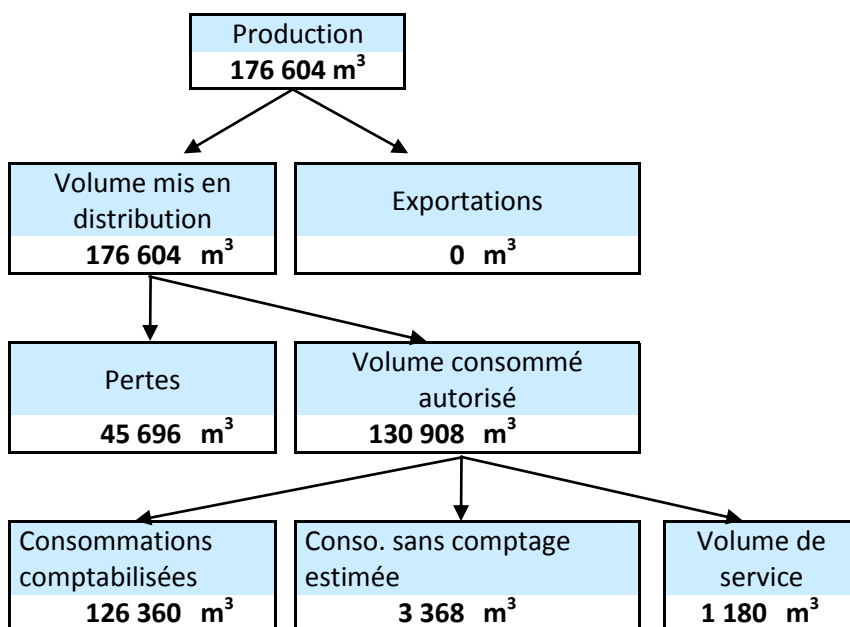 Production
176 604 m³
Volume mis en
distribution
176 604 m³
Exportations
0 m³
Pertes
45 696 m³
Volume consommé
autorisé
130 908 m³
Consommations
comptabilisées
126 360 m³
Conso. sans comptage
estimée
3 368 m³
Volume de
service
1 180 m³